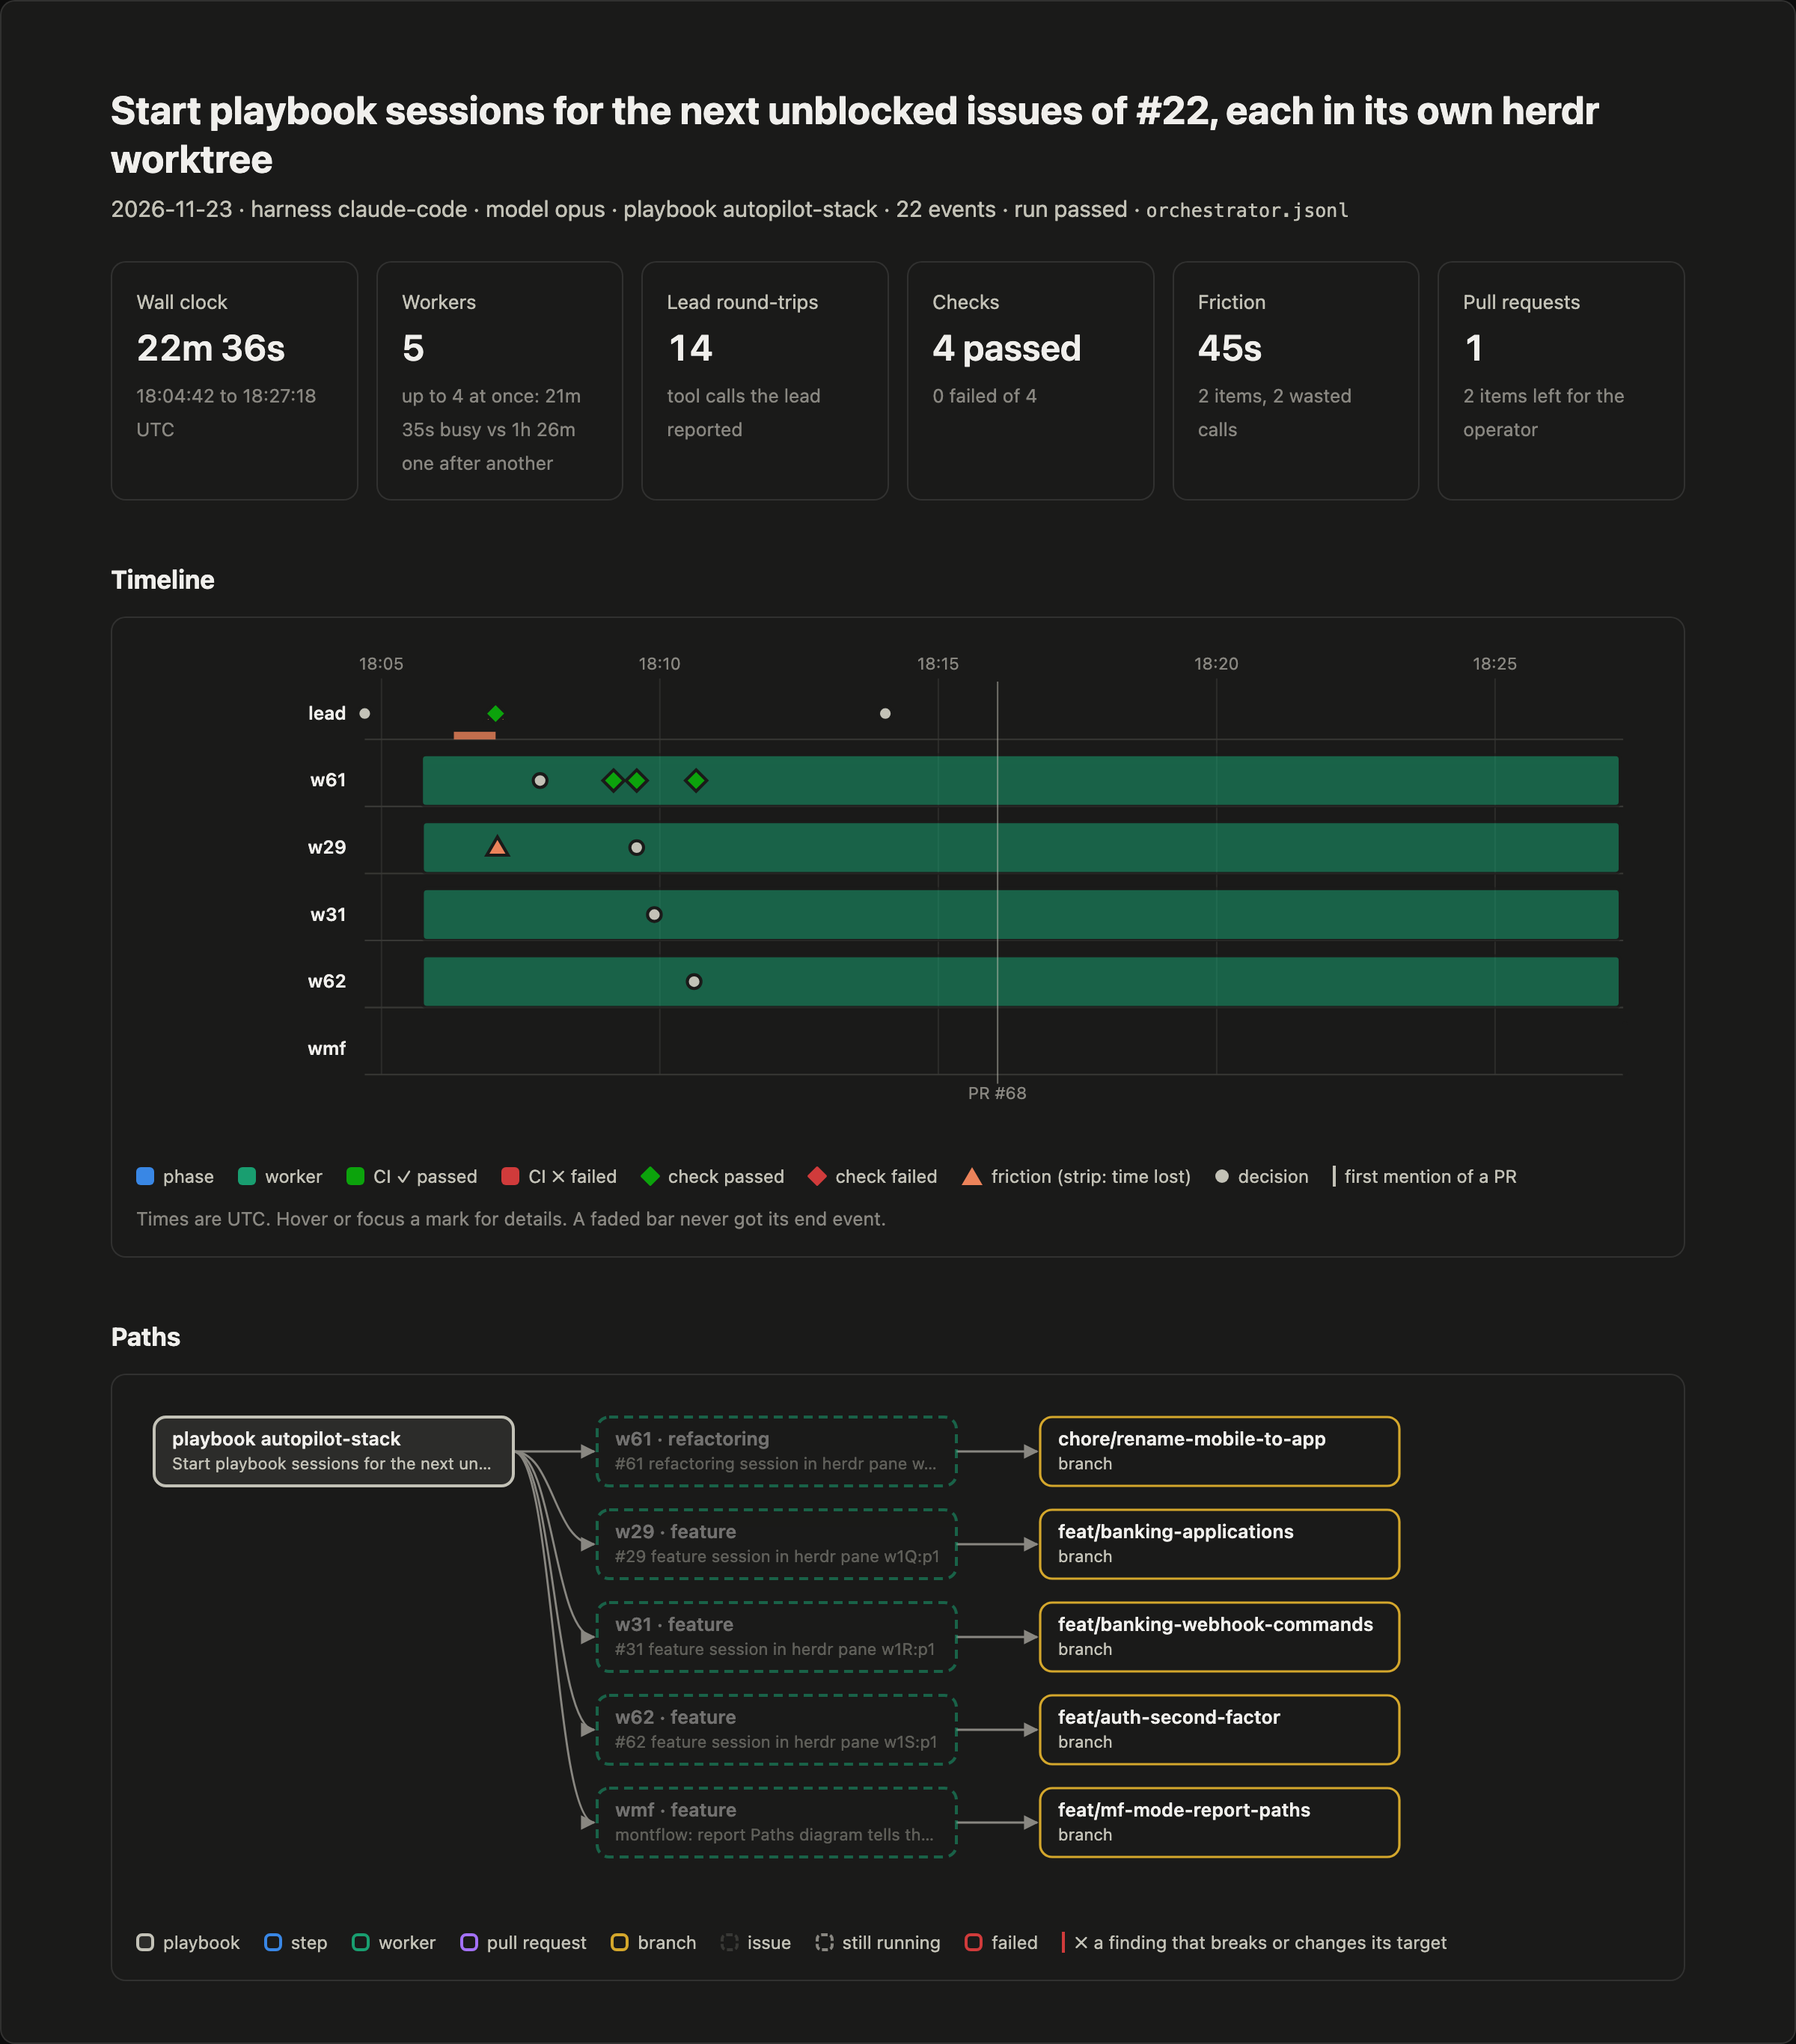 Start playbook sessions for the next unblocked issues of #22, each in its own herdr
worktree
2026-11-23 · harness claude-code · model opus · playbook autopilot-stack · 22 events · run passed · orchestrator.jsonl
Wall clock
22m 36s
18:04:42 to 18:27:18
UTC
Workers
5
up to 4 at once: 21m
35s busy vs 1h 26m
one after another
Lead round-trips
14
tool calls the lead
reported
Checks
4 passed
0 failed of 4
Friction
45s
2 items, 2 wasted
calls
Pull requests
1
2 items left for the
operator
Timeline
18:05 18:10 18:15 18:20 18:25
lead
w61
w29
w31
w62
wmf
PR #68
phase worker CI ✓ passed CI ✕ failed check passed check failed friction (strip: time lost) decision first mention of a PR
Times are UTC. Hover or focus a mark for details. A faded bar never got its end event.
Paths
playbook autopilot-stack
Start playbook sessions for the next un...
w61 · refactoring
#61 refactoring session in herdr pane w...
chore/rename-mobile-to-app
branch
w29 · feature
#29 feature session in herdr pane w1Q:p1
feat/banking-applications
branch
w31 · feature
#31 feature session in herdr pane w1R:p1
feat/banking-webhook-commands
branch
w62 · feature
#62 feature session in herdr pane w1S:p1
feat/auth-second-factor
branch
wmf · feature
montflow: report Paths diagram tells th...
feat/mf-mode-report-paths
branch
playbook step worker pull request branch issue still running failed ✕ a finding that breaks or changes its target